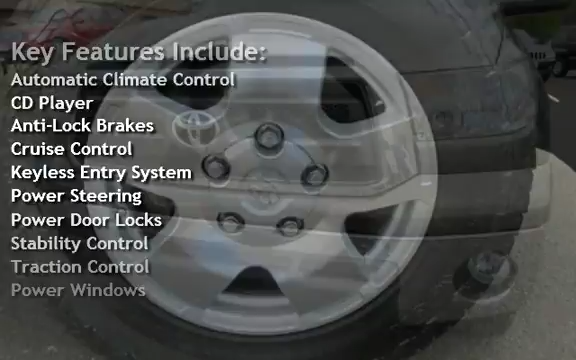 Key Features Include:
Automatic Climate Control
CD Player
Anti-Lock Brakes
Cruise Control
Keyless Entry System
Power Steering
Power Door Locks
Stability Control
Traction Control
Power Windows